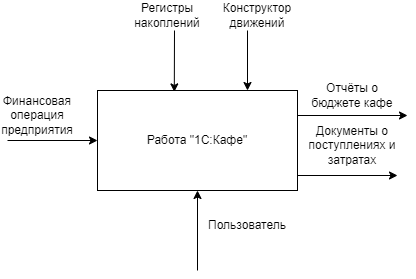 Регистры
накоплений
Конструктор
движений
Финансовая
операция
предприятия
Работа "1С:Кафе"
Отчёты о
бюджете кафе
Документы о
поступлениях и
затратах
Пользователь